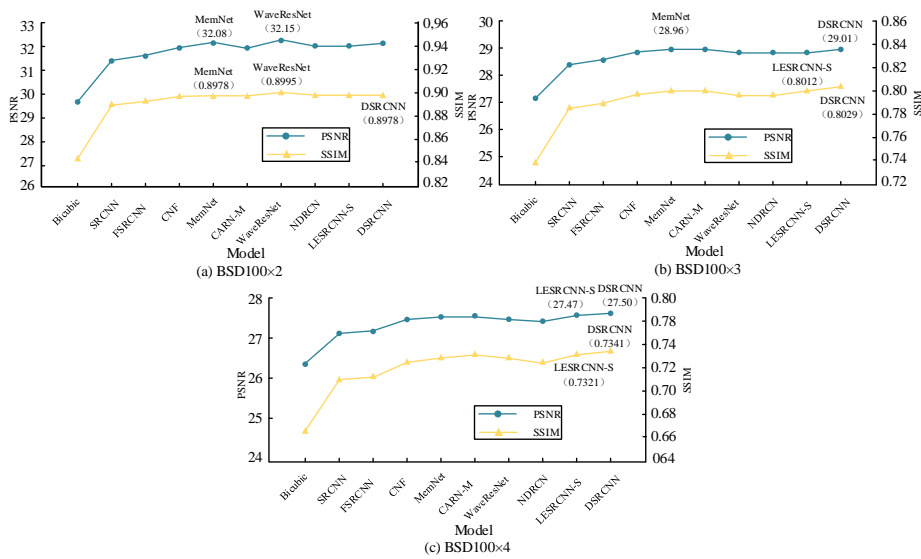 33
32
31
30
29
28
27
26
PSNR
MemNet
（32.08）
WaveResNet
（32.15）
MemNet
（0.8978）
WaveResNet
（0.8995）
DSRCNN
（0.8978）
PSNR
SSIM
0.96
0.94
0.92
0.90
0.88
0.86
0.84
0.82
SSIM
Bicubic
SRCNN
FSRCNN
CNF
MemNet
CARN-M
WaveResNet
NDRCN
LESRCNN-S
DSRCNN
Model
(a) BSD100×2
30
29
28
27
26
25
24
PSNR
MemNet
（28.96）
DSRCNN
（29.01）
LESRCNN-S
（0.8012）
DSRCNN
（0.8029）
PSNR
SSIM
0.86
0.84
0.82
0.80
0.78
0.76
0.74
0.72
SSIM
Bicubic
SRCNN
FSRCNN
CNF
MemNet
CARN-M
WaveResNet
NDRCN
LESRCNN-S
DSRCNN
Model
(b) BSD100×3
28
27
26
25
24
PSNR
LESRCNN-S
（27.47）
DSRCNN
（27.50）
DSRCNN
（0.7341）
LESRCNN-S
（0.7321）
PSNR
SSIM
0.80
0.78
0.74
0.72
0.70
0.68
0.66
064
SSIM
Bicubic
SRCNN
FSRCNN
CNF
MemNet
CARN-M
WaveResNet
NDRCN
LESRCNN-S
DSRCNN
Model
(c) BSD100×4